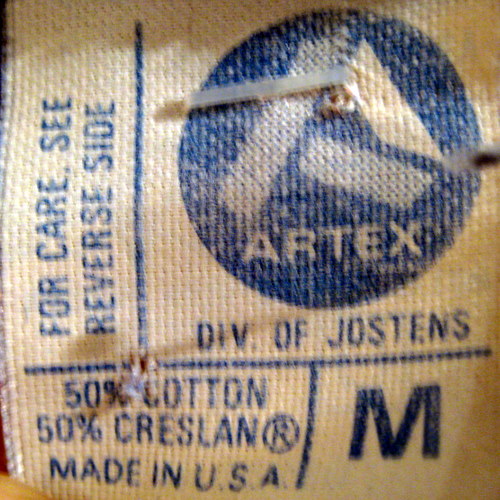 FOR CARE, SEE
REVERSE SIDE
ARTEX
DIV. OF JOSTENS
50% COTTON
50% CRESLAN®
MADE IN U.S.A.
M